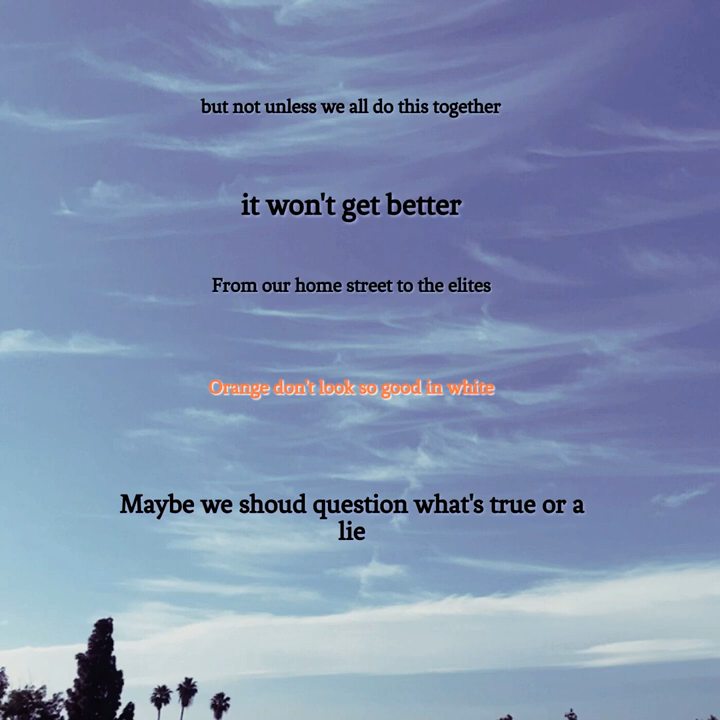 but not unless we all do this together
it won't get better
From our home street to the elites
Orange don't look so good in white
Maybe we shoud question what's true or a
lie